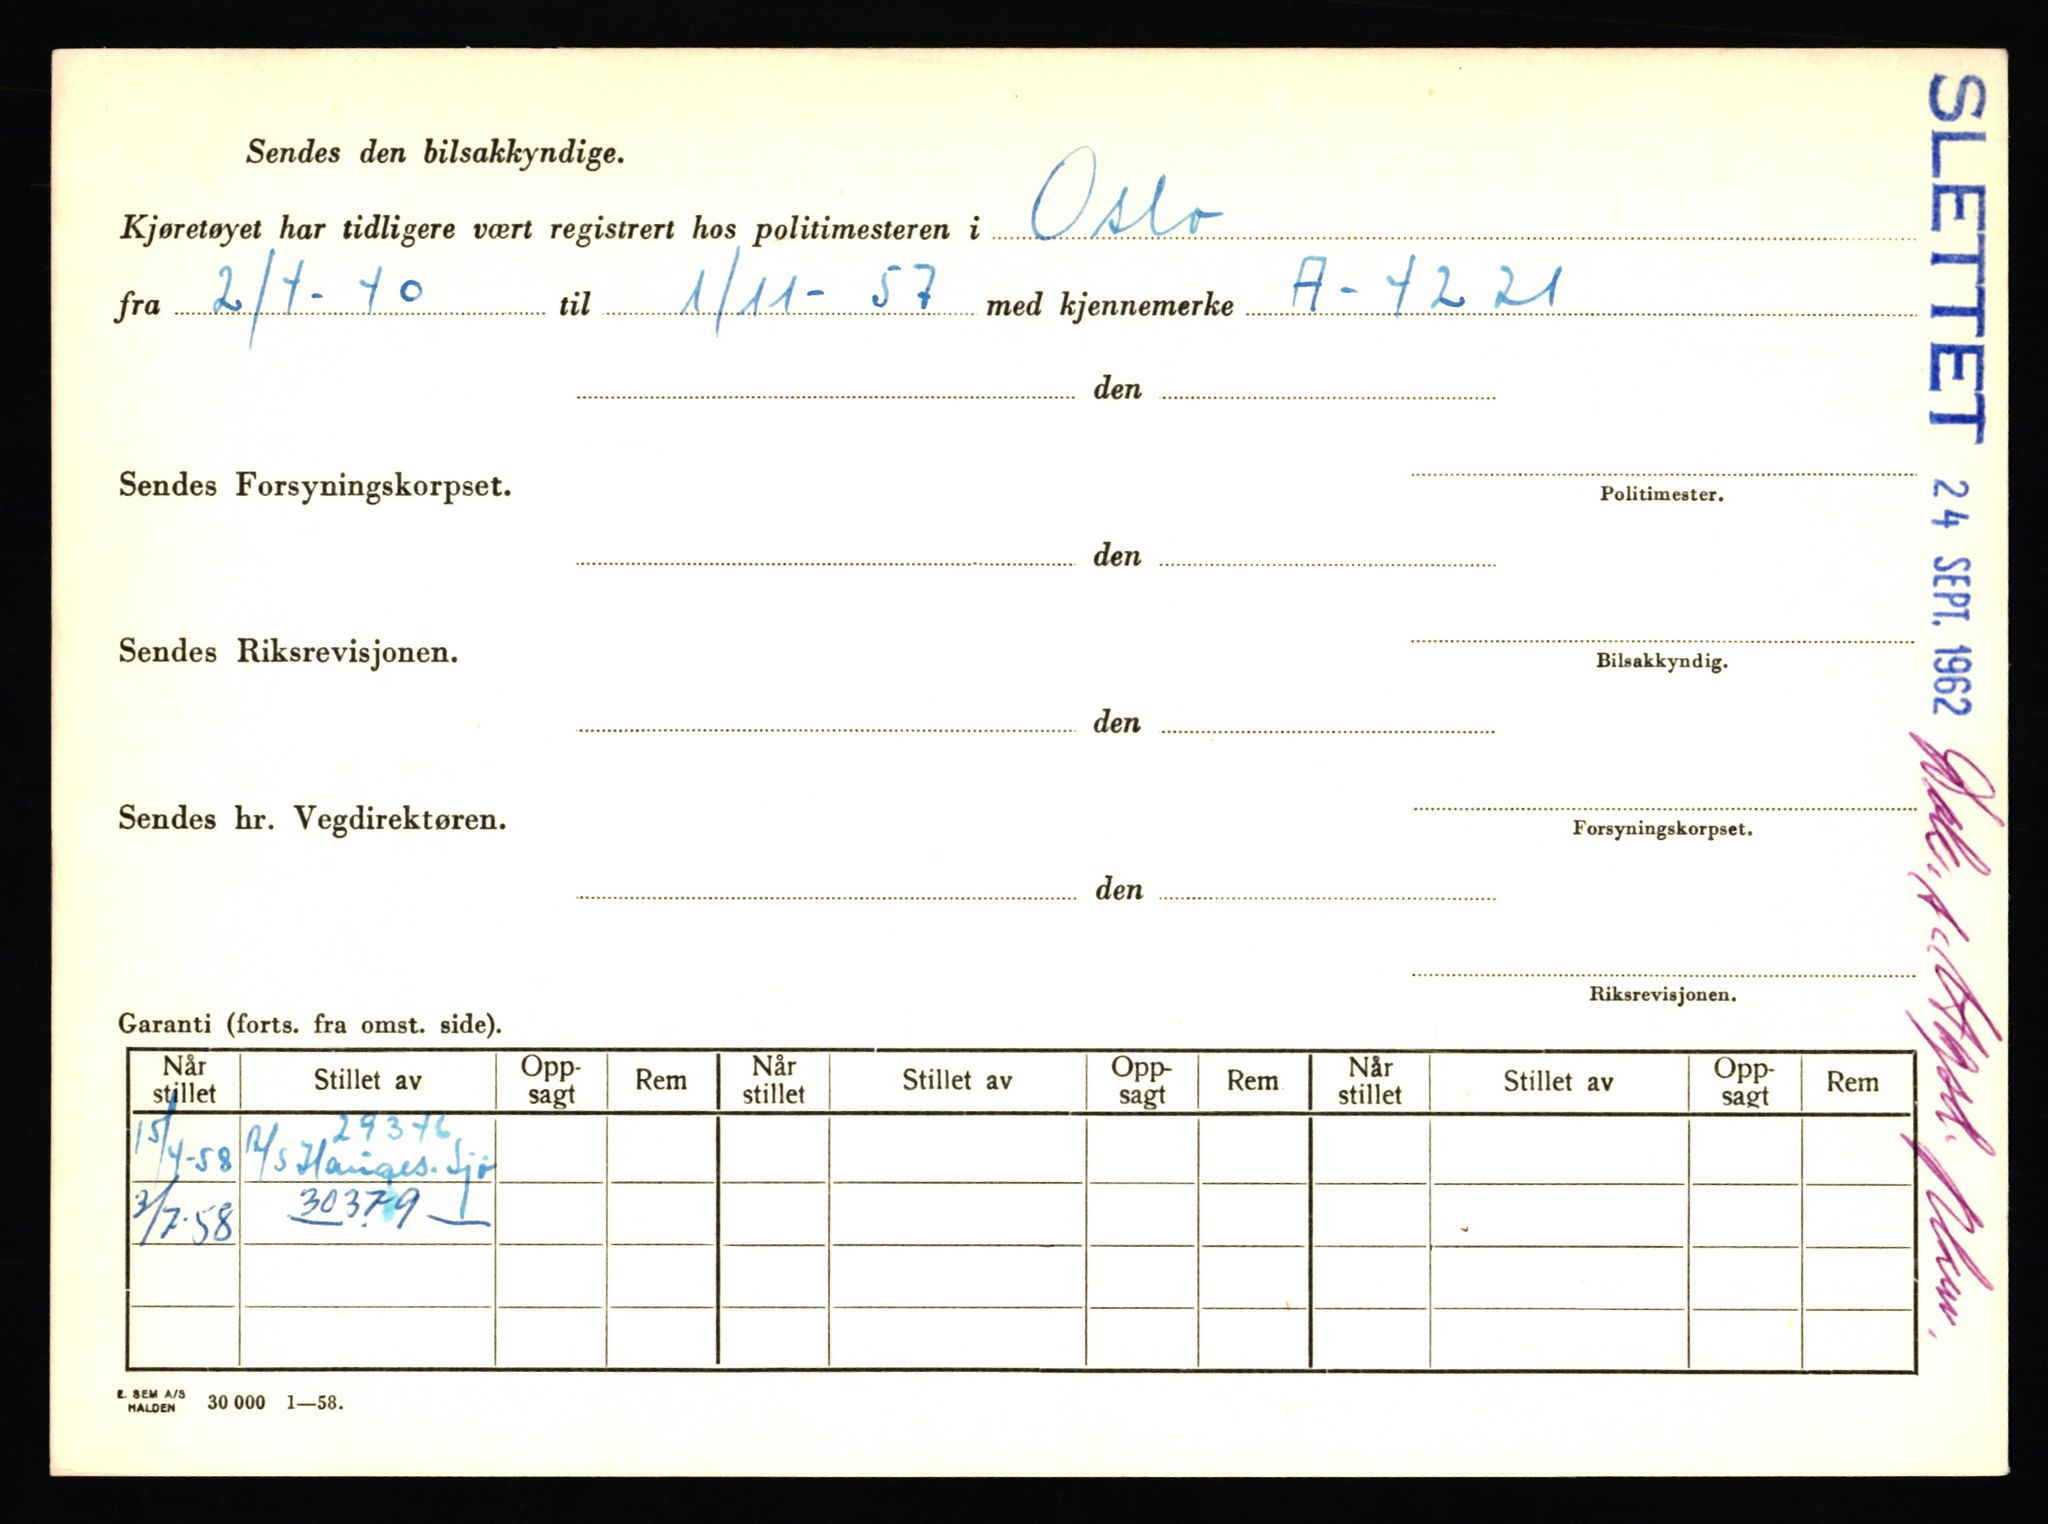 Sendes den bilsakkyndige.
Kjøretøyet har tidligere vært registrert hos politimesteren i Oslo
fra 2/4-40 til 1/11-57 med kjennemerke A-4221
den
Sendes Forsyningskorpset.
Politimester.
den
Sendes Riksrevisjonen.
Bilsakkyndig.
den
Sendes hr. Vegdirektøren.
Forsyningskorpset.
den
Riksrevisjonen.
Garanti (forts. fra omst. side).
Når stillet Stillet av Opp-sagt Rem Når stillet Stillet av Opp-sagt Rem Når stillet Stillet av Opp-sagt Rem
29376
15/4-58 A/S Hauges. Sjø
3/7-58 30379
E. SEM A/S
HALDEN 30 000 1—58.
SLETTET 24 SEPT. 1962